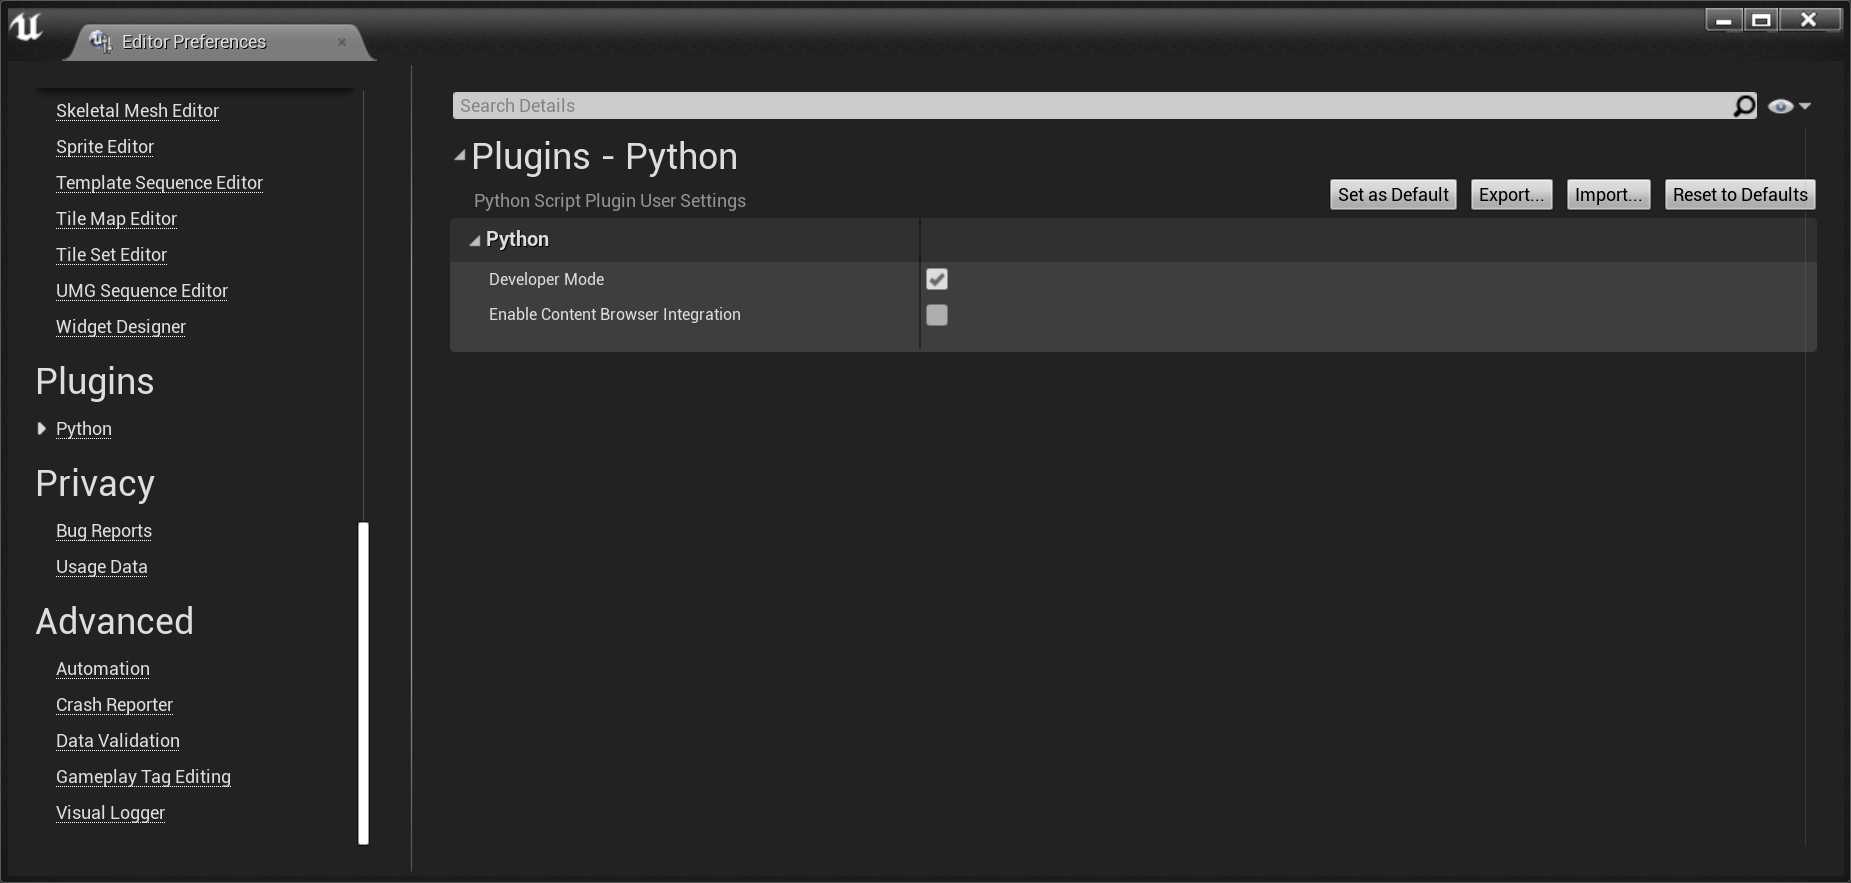 Editor Preferences
Skeletal Mesh Editor
Sprite Editor
Template Sequence Editor
Tile Map Editor
Tile Set Editor
UMG Sequence Editor
Widget Designer
Plugins
Python
Privacy
Bug Reports
Usage Data
Advanced
Automation
Crash Reporter
Data Validation
Gameplay Tag Editing
Visual Logger
Search Details
Plugins - Python
Python Script Plugin User Settings
Set as Default
Export...
Import...
Reset to Defaults
Python
Developer Mode
Enable Content Browser Integration